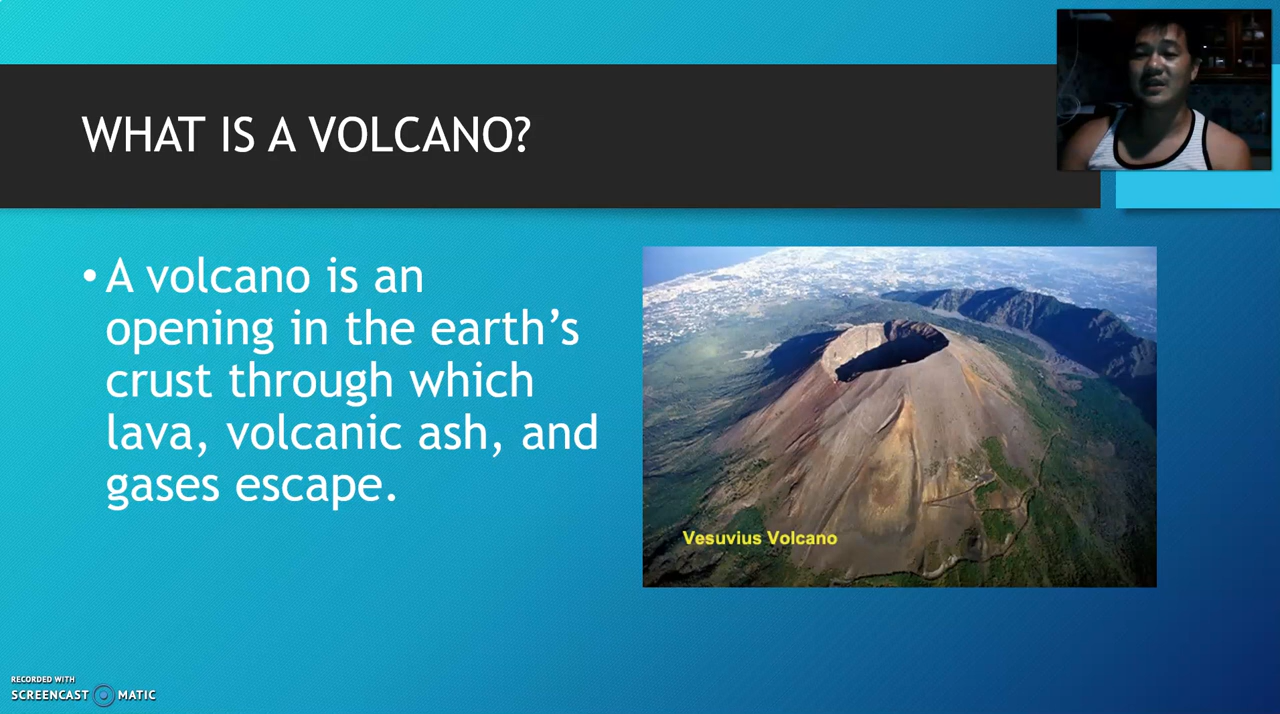 WHAT IS A VOLCANO?
• A volcano is an
opening in the earth’s
crust through which
lava, volcanic ash, and
gases escape.
Vesuvius Volcano
RECORDED WITH
SCREENCAST MATIC